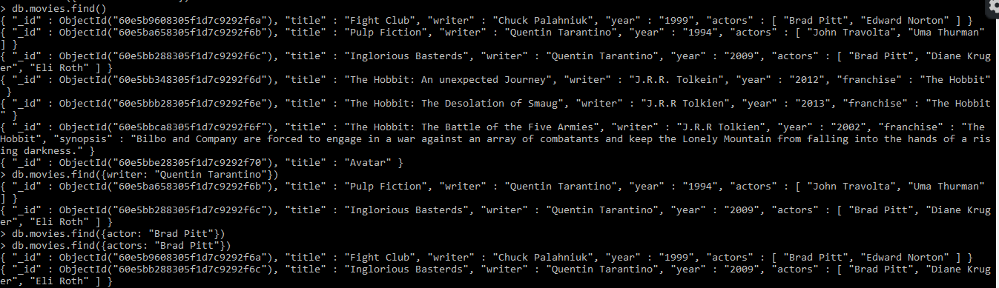 > db.movies.find()
{ "_id" : ObjectId("60e5b9608305f1d7c9292f6a"), "title" : "Fight Club", "writer" : "Chuck Palahniuk", "year" : "1999", "actors" : [ "Brad Pitt", "Edward Norton" ] }
{ "_id" : ObjectId("60e5ba658305f1d7c9292f6b"), "title" : "Pulp Fiction", "writer" : "Quentin Tarantino", "year" : "1994", "actors" : [ "John Travolta", "Uma Thurman"
] }
{ "_id" : ObjectId("60e5bb288305f1d7c9292f6c"), "title" : "Inglorious Basterds", "writer" : "Quentin Tarantino", "year" : "2009", "actors" : [ "Brad Pitt", "Diane Krug
er", "Eli Roth" ] }
{ "_id" : ObjectId("60e5bb348305f1d7c9292f6d"), "title" : "The Hobbit: An unexpected Journey", "writer" : "J.R.R. Tolkein", "year" : "2012", "franchise" : "The Hobbit"
 }
{ "_id" : ObjectId("60e5bbb28305f1d7c9292f6e"), "title" : "The Hobbit: The Desolation of Smaug", "writer" : "J.R.R Tolkien", "year" : "2013", "franchise" : "The Hobbit
" }
{ "_id" : ObjectId("60e5bbca8305f1d7c9292f6f"), "title" : "The Hobbit: The Battle of the Five Armies", "writer" : "J.R.R Tolkien", "year" : "2002", "franchise" : "The
Hobbit", "synopsis" : "Bilbo and Company are forced to engage in a war against an array of combatants and keep the Lonely Mountain from falling into the hands of a ris
ing darkness." }
{ "_id" : ObjectId("60e5bbe28305f1d7c9292f70"), "title" : "Avatar" }
> db.movies.find({writer: "Quentin Tarantino"})
{ "_id" : ObjectId("60e5ba658305f1d7c9292f6b"), "title" : "Pulp Fiction", "writer" : "Quentin Tarantino", "year" : "1994", "actors" : [ "John Travolta", "Uma Thurman"
] }
{ "_id" : ObjectId("60e5bb288305f1d7c9292f6c"), "title" : "Inglorious Basterds", "writer" : "Quentin Tarantino", "year" : "2009", "actors" : [ "Brad Pitt", "Diane Krug
er", "Eli Roth" ] }
> db.movies.find({actor: "Brad Pitt"})
> db.movies.find({actors: "Brad Pitt"})
{ "_id" : ObjectId("60e5b9608305f1d7c9292f6a"), "title" : "Fight Club", "writer" : "Chuck Palahniuk", "year" : "1999", "actors" : [ "Brad Pitt", "Edward Norton" ] }
{ "_id" : ObjectId("60e5bb288305f1d7c9292f6c"), "title" : "Inglorious Basterds", "writer" : "Quentin Tarantino", "year" : "2009", "actors" : [ "Brad Pitt", "Diane Krug
er", "Eli Roth" ] }